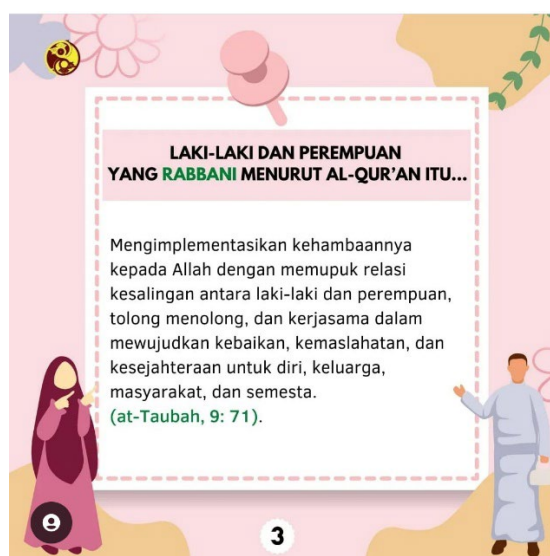 LAKI-LAKI DAN PEREMPUAN
YANG RABBANI MENURUT AL-QUR'AN ITU...
Mengimplementasikan kehambaannya
kepada Allah dengan memupuk relasi
kesalingan antara laki-laki dan perempuan,
tolong menolong, dan kerjasama dalam
mewujudkan kebaikan, kemaslahatan, dan
kesejahteraan untuk diri, keluarga,
masyarakat, dan semesta.
(at-Taubah, 9: 71).
3